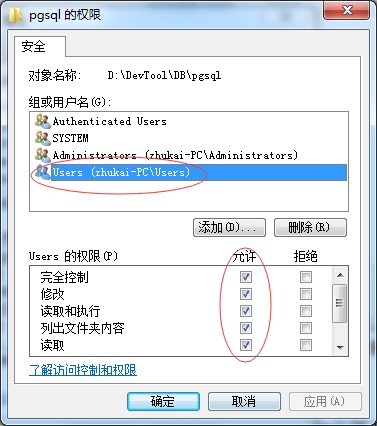 pgsql 的权限
安全
对象名称: D:\DevTool\DB\pgsql
组或用户名(G):
Authenticated Users
SYSTEM
Administrators (zhukai-PC\Administrators)
Users (zhukai-PC\Users)
添加(D)... 删除(R)
Users 的权限(P) 允许 拒绝
完全控制
修改
读取和执行
列出文件夹内容
读取
了解访问控制和权限
确定 取消 应用(A)